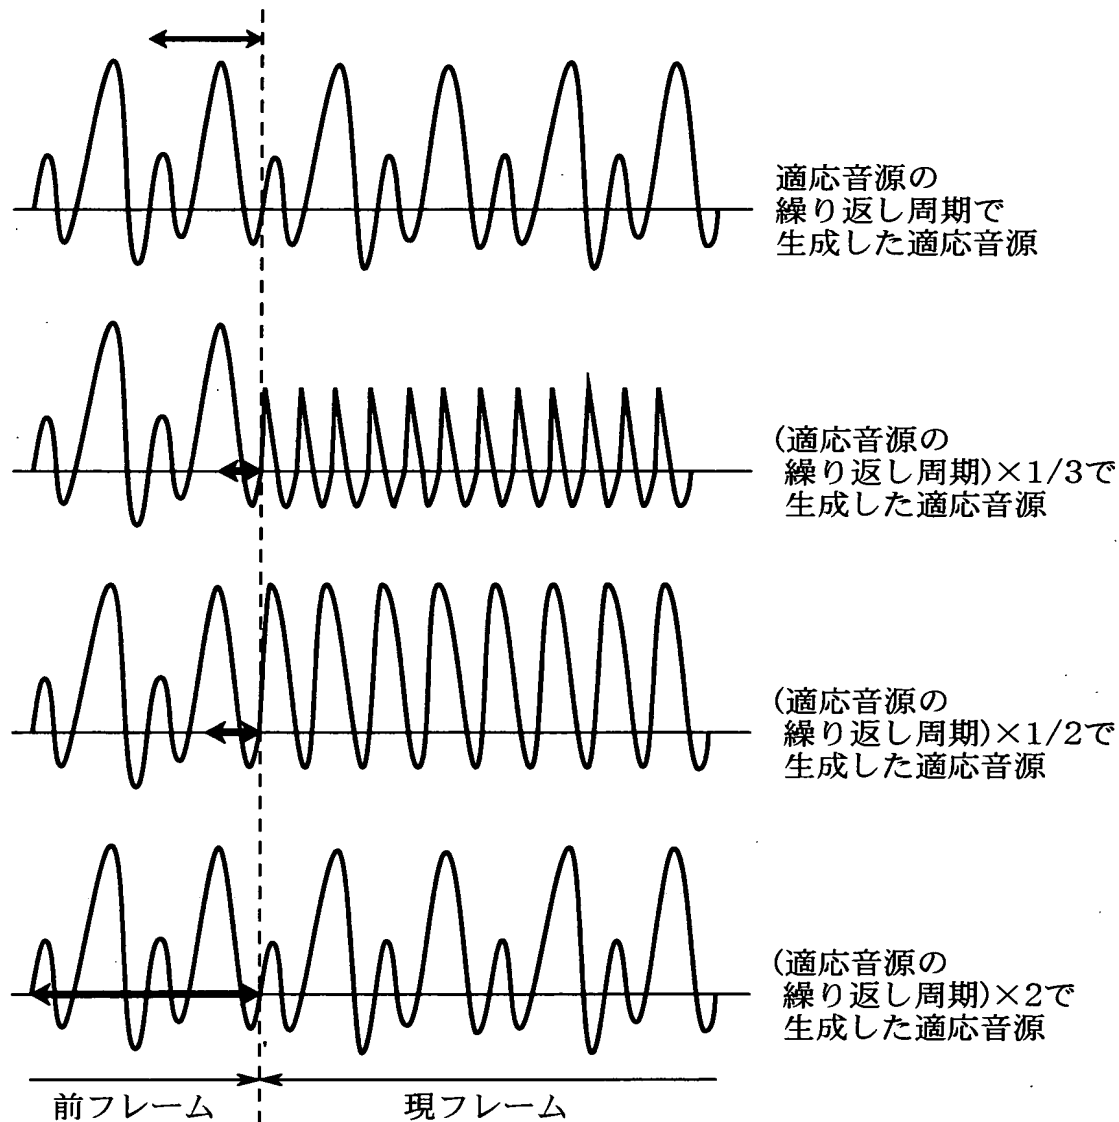 適応音源の
繰り返し周期で
生成した適応音源
(適応音源の
繰り返し周期)×1/3で
生成した適応音源
(適応音源の
繰り返し周期)×1/2で
生成した適応音源
(適応音源の
繰り返し周期)×2で
生成した適応音源
前フレーム
現フレーム